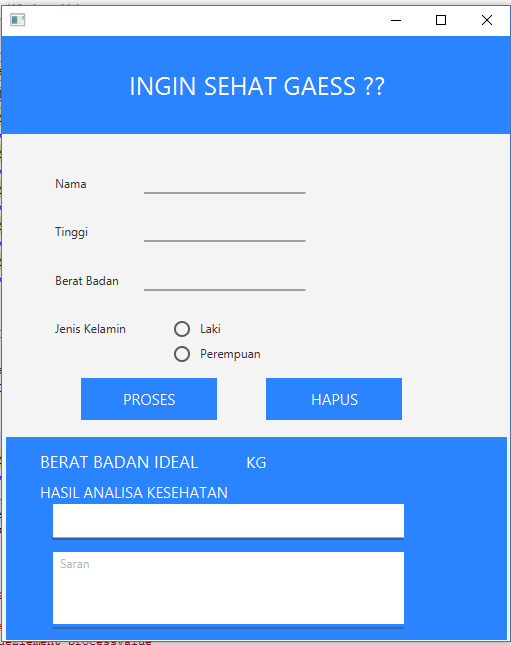 INGIN SEHAT GAESS ??
Nama
Tinggi
Berat Badan
Jenis Kelamin
Laki
Perempuan
PROSES HAPUS
BERAT BADAN IDEAL KG
HASIL ANALISA KESEHATAN
Saran